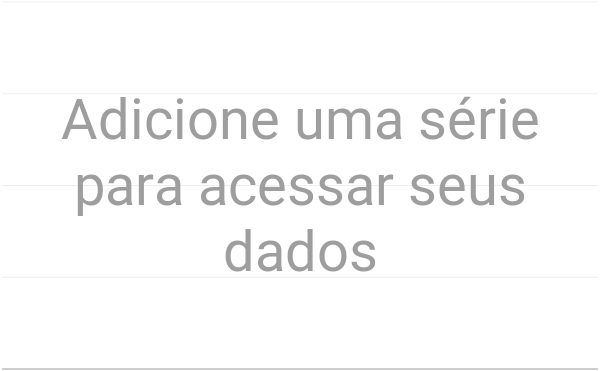 Adicione uma série
para acessar seus
dados